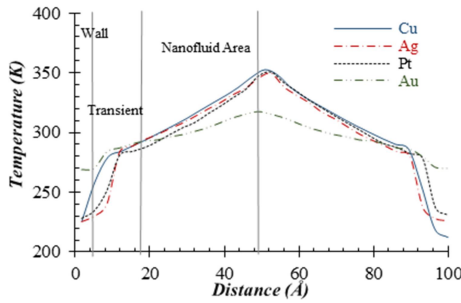 400
350
300
250
200
Temperature (K)
Wall
Transient
Nanofluid Area
Cu
Ag
Pt
Au
0 20 40 60 80 100
Distance (Å)